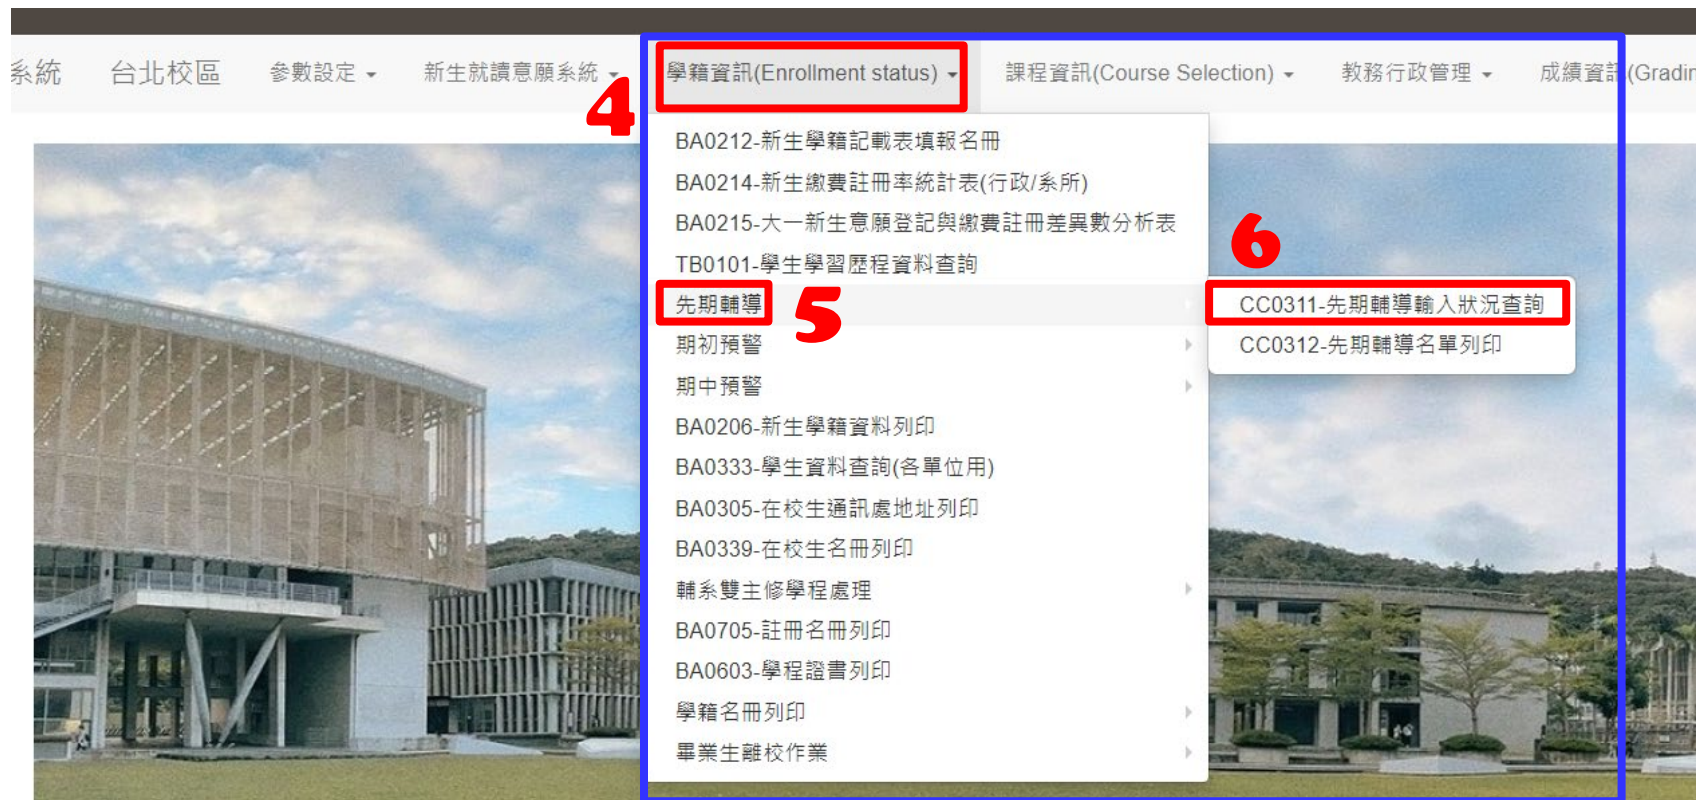 系統 台北校區 參數設定 新生就讀意願系統 學籍資訊(Enrollment status) 課程資訊(Course Selection) 教務行政管理 成績資訊(Gradin
4
BA0212-新生學籍記載表填報名冊
BA0214-新生繳費註冊率統計表(行政/系所)
BA0215-大一新生意願登記與繳費註冊差異數分析表
TB0101-學生學習歷程資料查詢
先期輔導
5
期初預警
期中預警
BA0206-新生學籍資料列印
BA0333-學生資料查詢(各單位用)
BA0305-在校生通訊處地址列印
BA0339-在校生名冊列印
輔系雙主修學程處理
BA0705-註冊名冊列印
BA0603-學程證書列印
學籍名冊列印
畢業生離校作業
6
CC0311-先期輔導輸入狀況查詢
CC0312-先期輔導名單列印